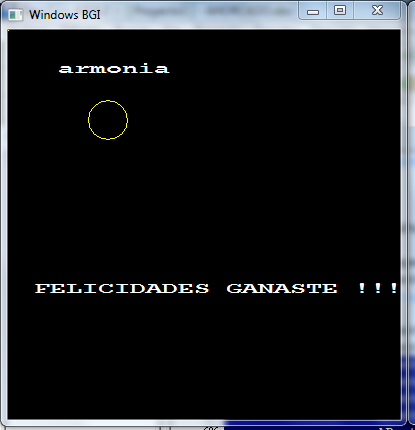 Windows BGI
armonia
FELICIDADES GANASTE !!!